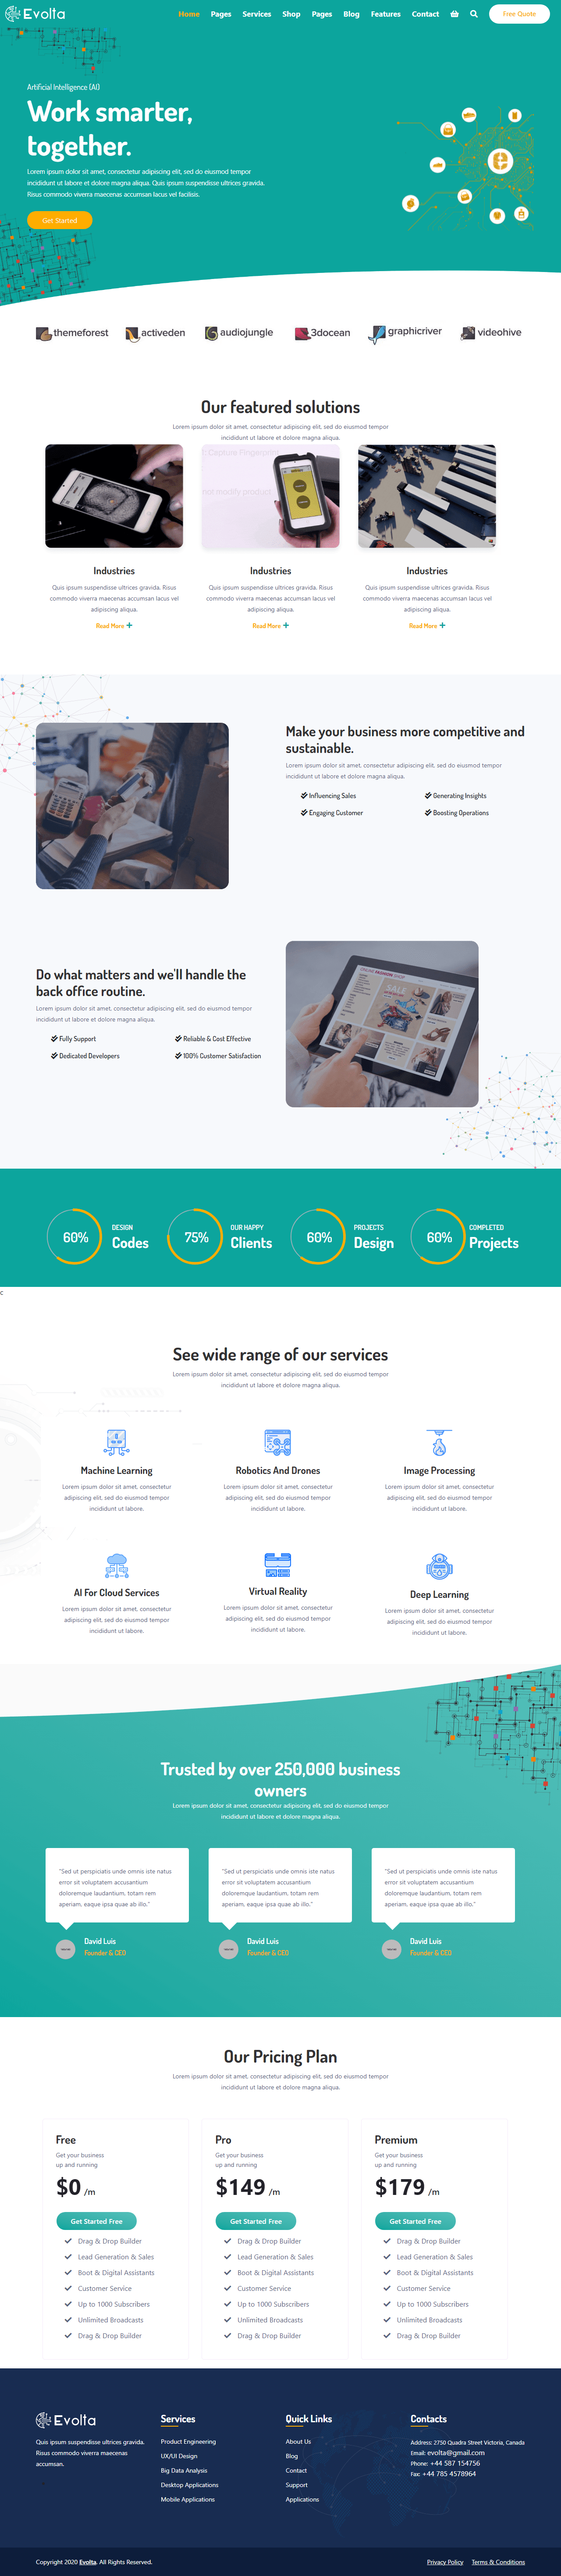 Evolta
Home Pages Services Shop Pages Blog Features Contact Free Quote
Artificial Intelligence (AI)
Work smarter,
together.
Lorem ipsum dolor sit amet, consectetur adipiscing elit, sed do eiusmod tempor
incididunt ut labore et dolore magna aliqua. Quis ipsum suspendisse ultrices gravida.
Risus commodo viverra maecenas accumsan lacus vel facilisis.
Get Started
themeforest activeden audiojungle 3docean graphicriver videohive
Our featured solutions
Lorem ipsum dolor sit amet, consectetur adipiscing elit, sed do eiusmod tempor
incididunt ut labore et dolore magna aliqua.
Industries
Quis ipsum suspendisse ultrices gravida. Risus
commodo viverra maecenas accumsan lacus vel
adipiscing aliqua.
Read More
Industries
Quis ipsum suspendisse ultrices gravida. Risus
commodo viverra maecenas accumsan lacus vel
adipiscing aliqua.
Read More
Industries
Quis ipsum suspendisse ultrices gravida. Risus
commodo viverra maecenas accumsan lacus vel
adipiscing aliqua.
Read More
Make your business more competitive and
sustainable.
Lorem ipsum dolor sit amet, consectetur adipiscing elit, sed do eiusmod tempor
incididunt ut labore et dolore magna aliqua.
Influencing Sales Generating Insights
Engaging Customer Boosting Operations
Do what matters and we'll handle the
back office routine.
Lorem ipsum dolor sit amet, consectetur adipiscing elit, sed do eiusmod tempor
incididunt ut labore et dolore magna aliqua.
Fully Support Reliable & Cost Effective
Dedicated Developers 100% Customer Satisfaction
SALE
60% DESIGN
Codes
75% OUR HAPPY
Clients
60% PROJECTS
Design
60% COMPLETED
Projects
c
See wide range of our services
Lorem ipsum dolor sit amet, consectetur adipiscing elit, sed do eiusmod tempor
incididunt ut labore et dolore magna aliqua.
Machine Learning
Lorem ipsum dolor sit amet, consectetur
adipiscing elit, sed do eiusmod tempor
incididunt ut labore.
Robotics And Drones
Lorem ipsum dolor sit amet, consectetur
adipiscing elit, sed do eiusmod tempor
incididunt ut labore.
Image Processing
Lorem ipsum dolor sit amet, consectetur
adipiscing elit, sed do eiusmod tempor
incididunt ut labore.
AI For Cloud Services
Lorem ipsum dolor sit amet, consectetur
adipiscing elit, sed do eiusmod tempor
incididunt ut labore.
Virtual Reality
Lorem ipsum dolor sit amet, consectetur
adipiscing elit, sed do eiusmod tempor
incididunt ut labore.
Deep Learning
Lorem ipsum dolor sit amet, consectetur
adipiscing elit, sed do eiusmod tempor
incididunt ut labore.
Trusted by over 250,000 business
owners
Lorem ipsum dolor sit amet, consectetur adipiscing elit, sed do eiusmod tempor
incididunt ut labore et dolore magna aliqua.
"Sed ut perspiciatis unde omnis iste natus
error sit voluptatem accusantium
doloremque laudantium, totam rem
aperiam, eaque ipsa quae ab illo."
David Luis
Founder & CEO
"Sed ut perspiciatis unde omnis iste natus
error sit voluptatem accusantium
doloremque laudantium, totam rem
aperiam, eaque ipsa quae ab illo."
David Luis
Founder & CEO
"Sed ut perspiciatis unde omnis iste natus
error sit voluptatem accusantium
doloremque laudantium, totam rem
aperiam, eaque ipsa quae ab illo."
David Luis
Founder & CEO
Our Pricing Plan
Lorem ipsum dolor sit amet, consectetur adipiscing elit, sed do eiusmod tempor
incididunt ut labore et dolore magna aliqua.
Free
Get your business
up and running
$0 /m
Get Started Free
Drag & Drop Builder
Lead Generation & Sales
Boot & Digital Assistants
Customer Service
Up to 1000 Subscribers
Unlimited Broadcasts
Drag & Drop Builder
Pro
Get your business
up and running
$149 /m
Get Started Free
Drag & Drop Builder
Lead Generation & Sales
Boot & Digital Assistants
Customer Service
Up to 1000 Subscribers
Unlimited Broadcasts
Drag & Drop Builder
Premium
Get your business
up and running
$179 /m
Get Started Free
Drag & Drop Builder
Lead Generation & Sales
Boot & Digital Assistants
Customer Service
Up to 1000 Subscribers
Unlimited Broadcasts
Drag & Drop Builder
Evolta
Quis ipsum suspendisse ultrices gravida.
Risus commodo viverra maecenas
accumsan.
Services
Product Engineering
UX/UI Design
Big Data Analysis
Desktop Applications
Mobile Applications
Quick Links
About Us
Blog
Contact
Support
Applications
Contacts
Address: 2750 Quadra Street Victoria, Canada
Email: evolta@gmail.com
Phone: +44 587 154756
Fax: +44 785 4578964
Copyright 2020 Evolta. All Rights Reserved.
Privacy Policy Terms & Conditions